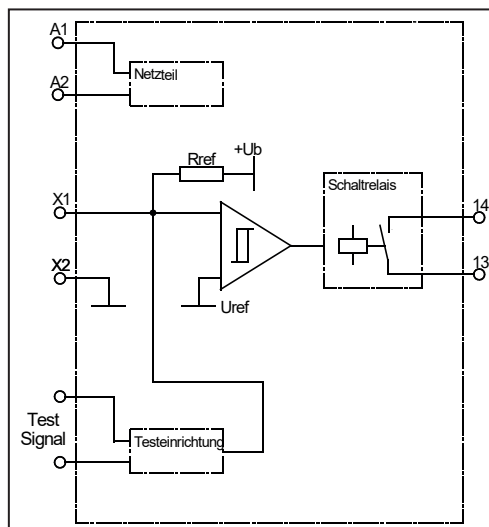 A1
Netzteil
A2
+Ub
Rref
Schaltrelais
X1
14
X2
13
Uref
Test
Signal
Testeinrichtung